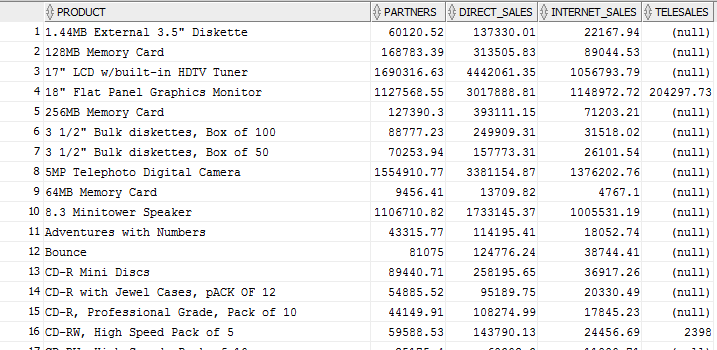 PRODUCT PARTNERS DIRECT_SALES INTERNET_SALES TELESALES
1 1.44MB External 3.5" Diskette 60120.52 137330.01 22167.94 (null)
2 128MB Memory Card 168783.39 313505.83 89044.53 (null)
3 17" LCD w/built-in HDTV Tuner 1690316.63 4442061.35 1056793.79 (null)
4 18" Flat Panel Graphics Monitor 1127568.55 3017888.81 1148972.72 204297.73
5 256MB Memory Card 127390.3 393111.15 71203.21 (null)
6 3 1/2" Bulk diskettes, Box of 100 88777.23 249909.31 31518.02 (null)
7 3 1/2" Bulk diskettes, Box of 50 70253.94 157773.31 26101.54 (null)
8 5MP Telephoto Digital Camera 1554910.77 3381154.87 1376202.76 (null)
9 64MB Memory Card 9456.41 13709.82 4767.1 (null)
10 8.3 Minitower Speaker 1106710.82 1733145.37 1005531.19 (null)
11 Adventures with Numbers 43315.77 114195.41 18052.74 (null)
12 Bounce 81075 124776.24 38744.41 (null)
13 CD-R Mini Discs 89440.71 258195.65 36917.26 (null)
14 CD-R with Jewel Cases, pACK OF 12 54885.52 95189.75 20330.49 (null)
15 CD-R, Professional Grade, Pack of 10 44149.91 108274.99 17845.23 (null)
16 CD-RW, High Speed Pack of 5 59588.53 143790.13 24456.69 2398